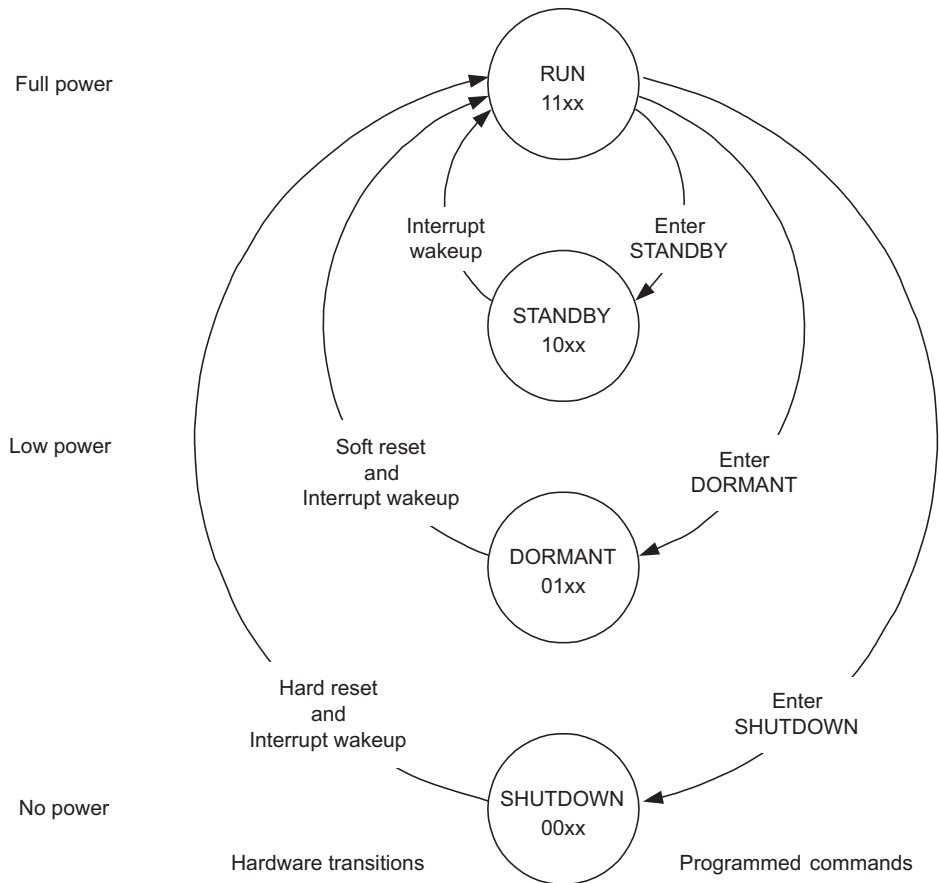 Full power
RUN
11xx
Interrupt
wakeup
Enter
STANDBY
STANDBY
10xx
Low power
Soft reset
and
Interrupt wakeup
Enter
DORMANT
DORMANT
01xx
Hard reset
and
Interrupt wakeup
Enter
SHUTDOWN
No power
SHUTDOWN
00xx
Hardware transitions
Programmed commands